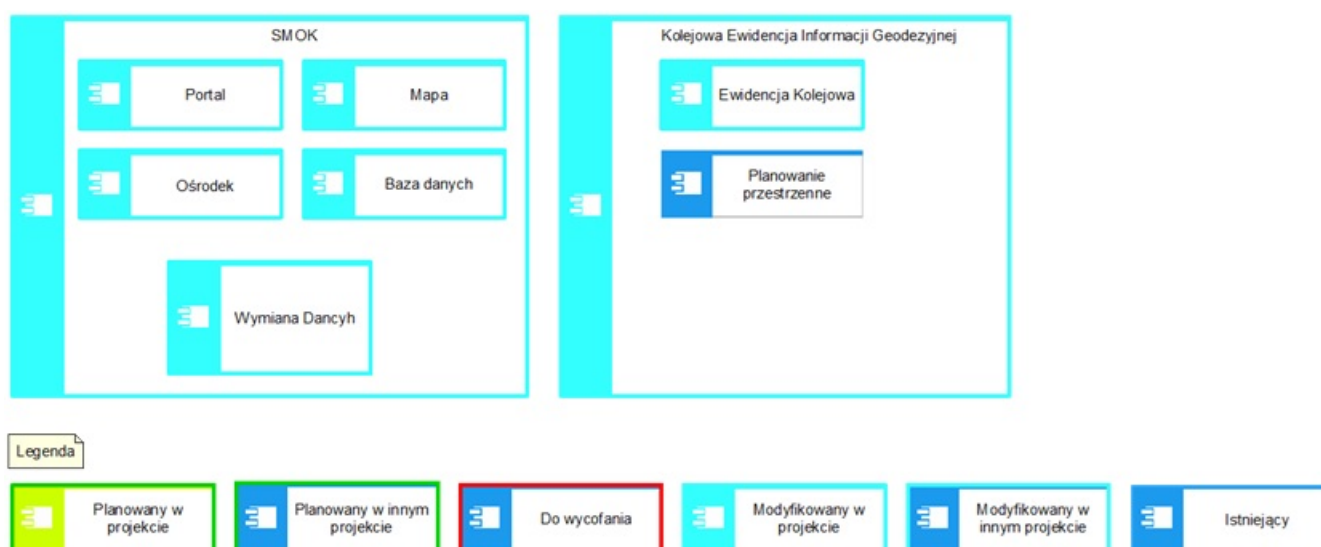 SMOK
Portal
Mapa
Ośrodek
Baza danych
Wymiana Dancyh
Kolejowa Ewidencja Informacji Geodezyjnej
Ewidencja Kolejowa
Planowanie
przestrzenne
Legenda
Planowany w
projekcie
Planowany w innym
projekcie
Do wycofania
Modyfikowany w
projekcie
Modyfikowany w
innym projekcie
Istniejący